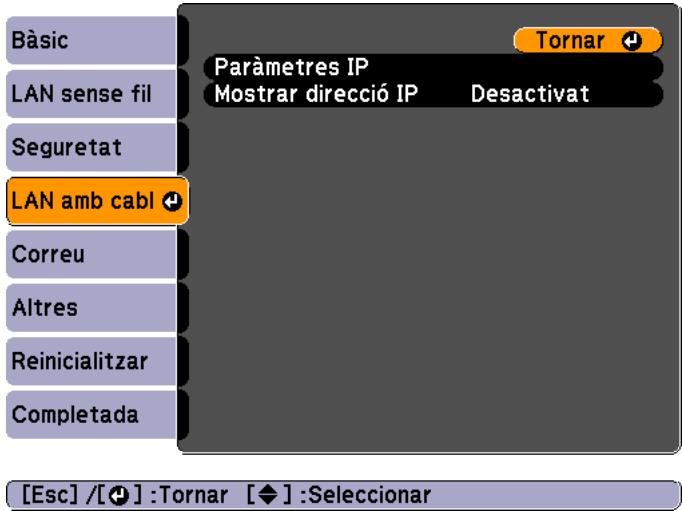 Bàsic
LAN sense fil
Seguretat
LAN amb cabl
Correu
Altres
Reinicialitzar
Completada
Tornar
Paràmetres IP
Mostrar direcció IP Desactivat
[Esc] /[⏎] :Tornar [◆] :Seleccionar